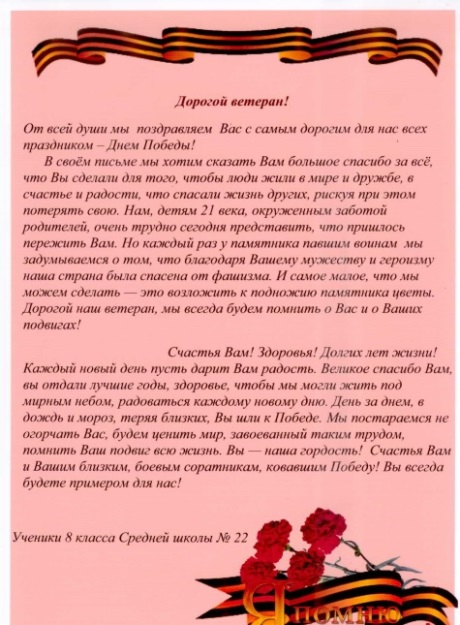 Дорогой ветеран!
От всей души мы поздравляем Вас с самым дорогим для нас всех
праздником – Днем Победы!
В своём письме мы хотим сказать Вам большое спасибо за всё,
что Вы сделали для того, чтобы люди жили в мире и дружбе, в
счастье и радости, что спасали жизнь других, рискуя при этом
потерять свою. Нам, детям 21 века, окруженным заботой
родителей, очень трудно сегодня представить, что пришлось
пережить Вам. Но каждый раз у памятника павшим воинам мы
задумываемся о том, что благодаря Вашему мужеству и героизму
наша страна была спасена от фашизма. И самое малое, что мы
можем сделать — это возложить к подножию памятника цветы.
Дорогой наш ветеран, мы всегда будем помнить о Вас и о Ваших
подвигах!
Счастья Вам! Здоровья! Долгих лет жизни!
Каждый новый день пусть дарит Вам радость. Великое спасибо Вам,
вы отдали лучшие годы, здоровье, чтобы мы могли жить под
мирным небом, радоваться каждому новому дню. День за днем, в
дождь и мороз, теряя близких, Вы шли к Победе. Мы постараемся не
огорчать Вас, будем ценить мир, завоеванный таким трудом,
помнить Ваш подвиг всю жизнь. Вы — наша гордость! Счастья Вам
и Вашим близким, боевым соратникам, ковавшим Победу! Вы всегда
будете примером для нас!
Ученики 8 класса Средней школы № 22
Я помню